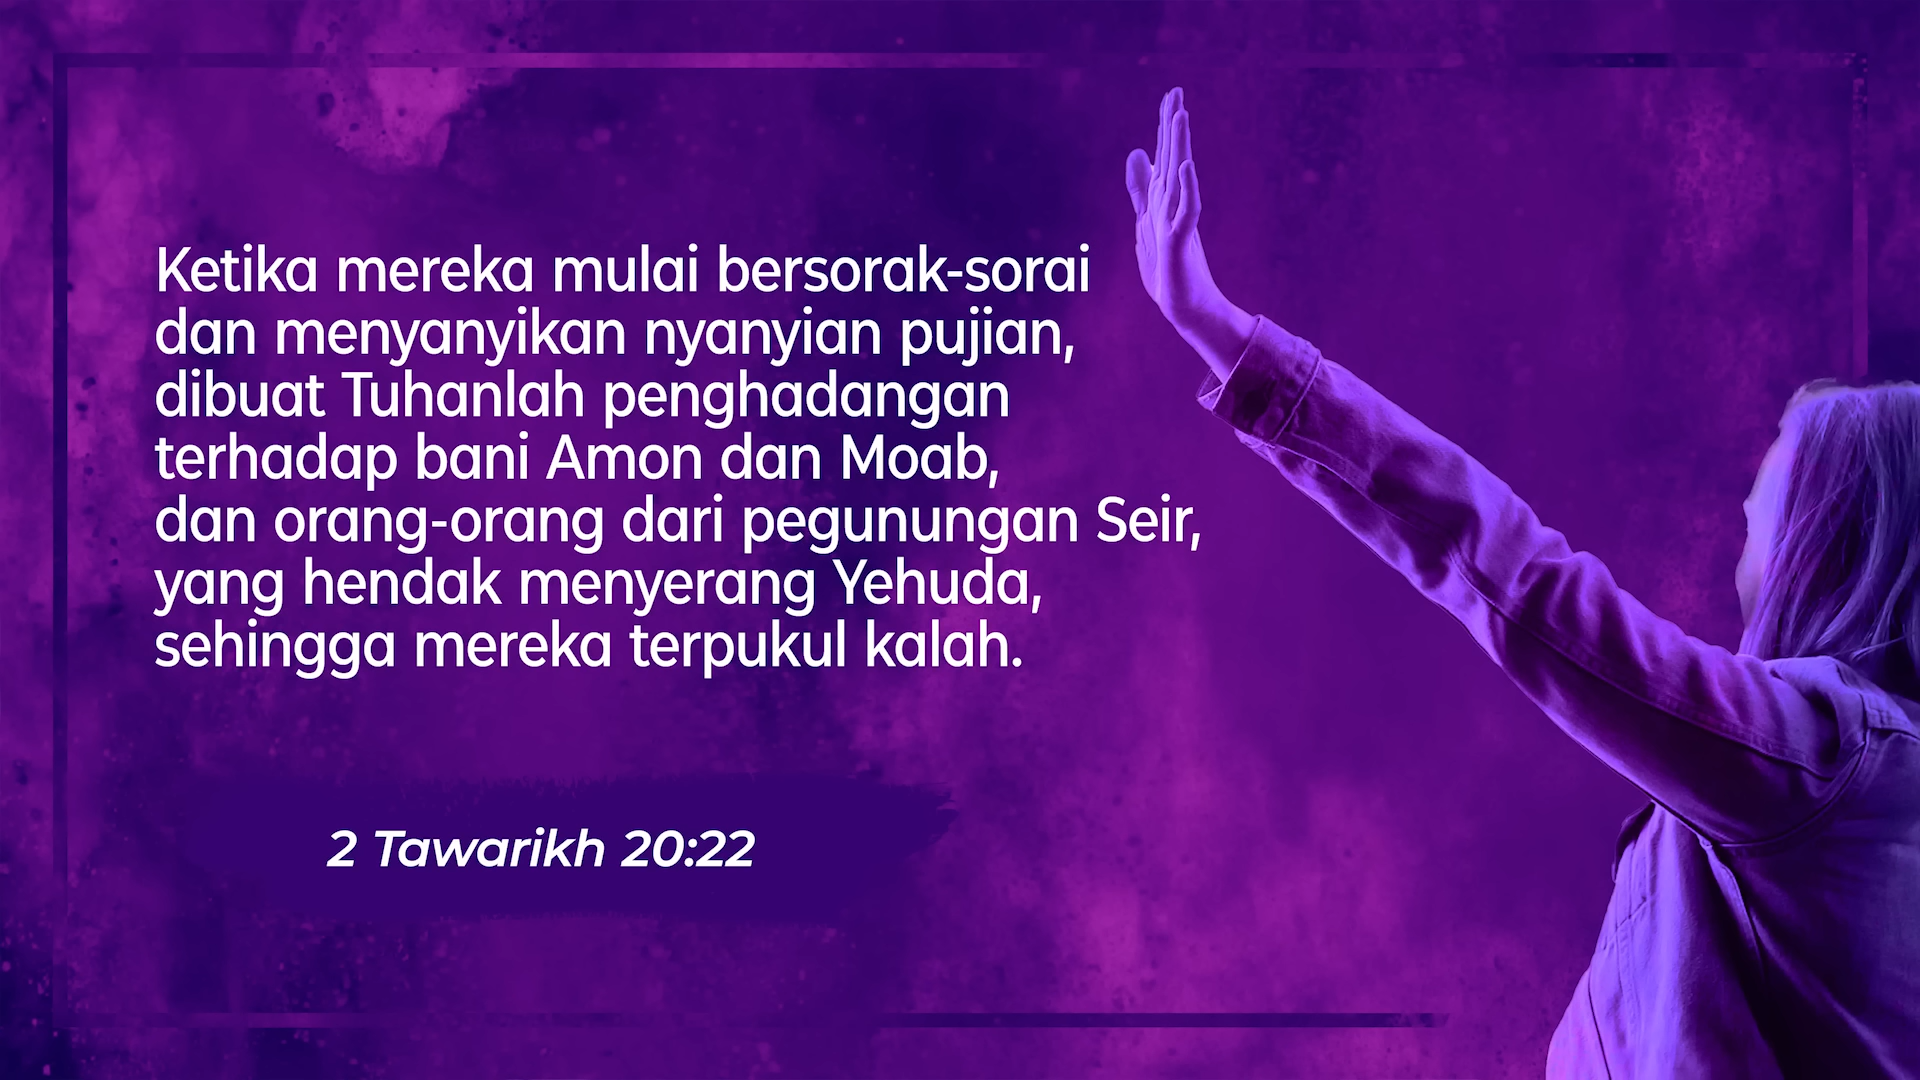 Ketika mereka mulai bersorak-sorai
dan menyanyikan nyanyian pujian,
dibuat Tuhanlah penghadangan
terhadap bani Amon dan Moab,
dan orang-orang dari pegunungan Seir,
yang hendak menyerang Yehuda,
sehingga mereka terpukul kalah.
2 Tawarikh 20:22